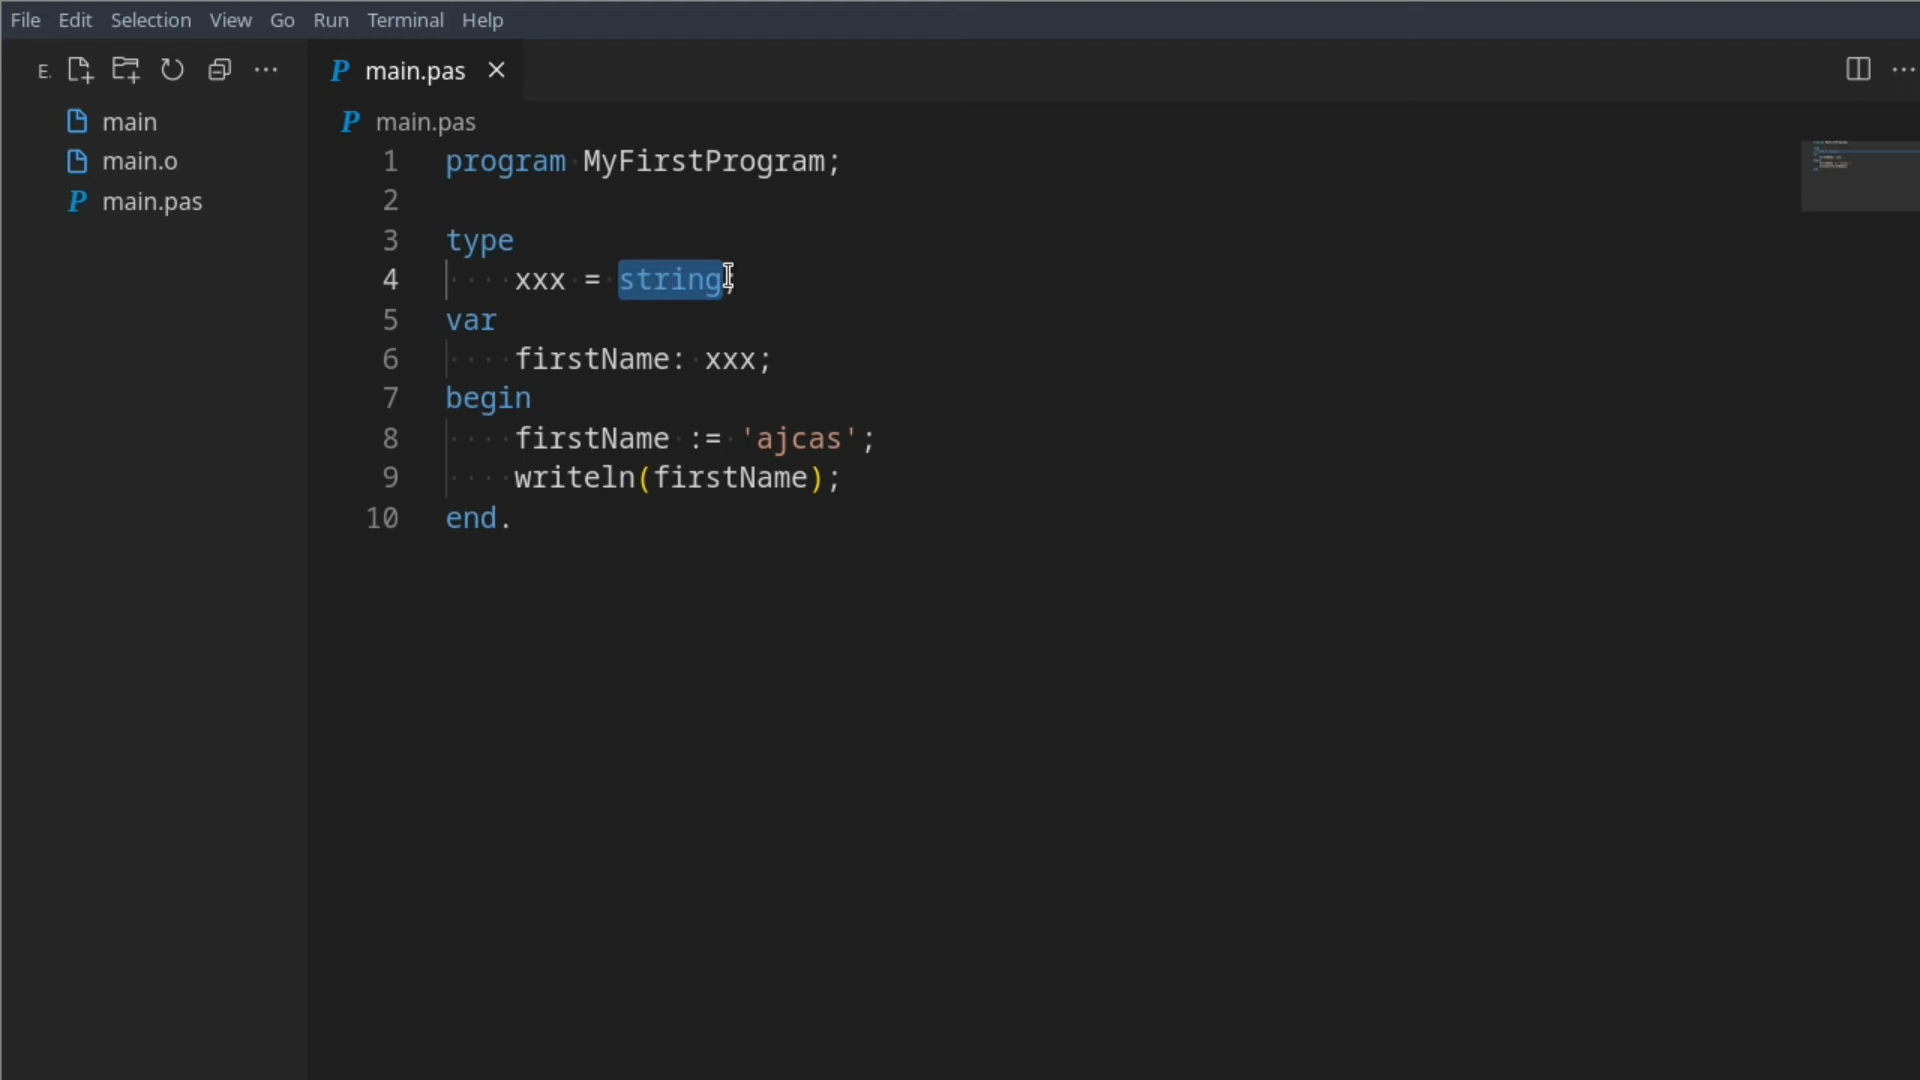 File Edit Selection View Go Run Terminal Help
E.
main.pas
main
main.o
main.pas
main.pas
1 program MyFirstProgram;
2
3 type
4 xxx = string;
5 var
6 firstName: xxx;
7 begin
8 firstName := 'ajcas';
9 writeln(firstName);
10 end.